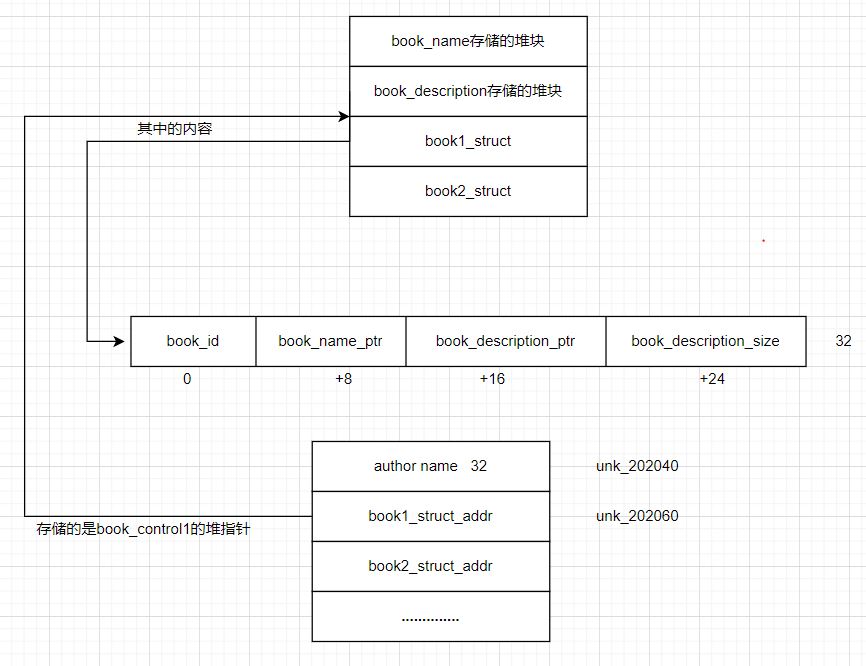 book_name存储的堆块
book_description存储的堆块
其中的内容
book1_struct
book2_struct
book_id book_name_ptr book_description_ptr book_description_size 32
0 +8 +16 +24
author name 32 unk_202040
book1_struct_addr unk_202060
存储的是book_control1的堆指针
book2_struct_addr
..............